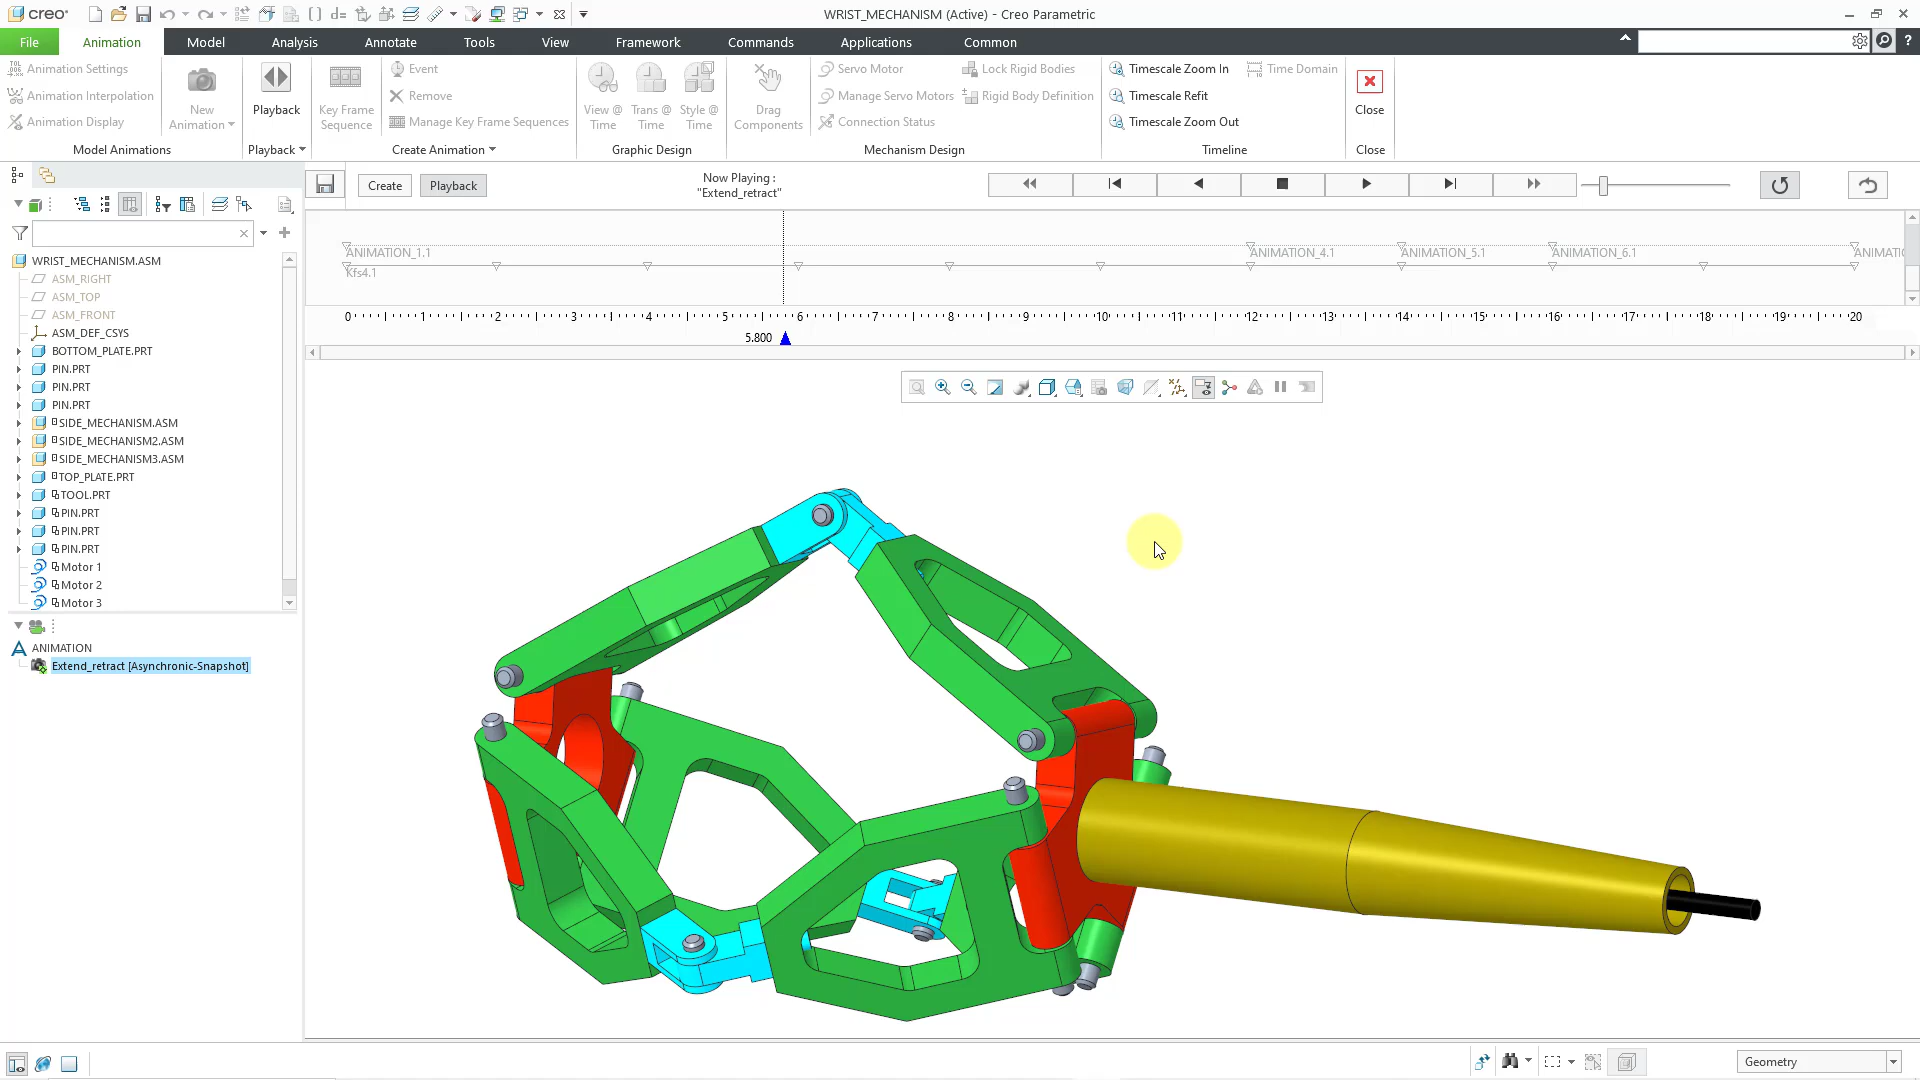 creo
WRIST_MECHANISM (Active) - Creo Parametric
File
Animation
Model
Analysis
Annotate
Tools
View
Framework
Commands
Applications
Common
Animation Settings
Animation Interpolation
Animation Display
New Animation
Playback
Key Frame Sequence
Event
Remove
Manage Key Frame Sequences
View @ Time
Trans @ Time
Style @ Time
Drag Components
Servo Motor
Manage Servo Motors
Connection Status
Lock Rigid Bodies
Rigid Body Definition
Timescale Zoom In
Timescale Refit
Timescale Zoom Out
Time Domain
Close
Model Animations
Playback
Create Animation
Graphic Design
Mechanism Design
Timeline
Close
Create
Playback
Now Playing :
"Extend_retract"
ANIMATION_1.1
ANIMATION_4.1
ANIMATION_5.1
ANIMATION_6.1
ANIMATIO
Kfs4.1
0 1 2 3 4 5 6 7 8 9 10 11 12 13 14 15 16 17 18 19 20
5.800
WRIST_MECHANISM.ASM
ASM_RIGHT
ASM_TOP
ASM_FRONT
ASM_DEF_CSYS
BOTTOM_PLATE.PRT
PIN.PRT
PIN.PRT
PIN.PRT
SIDE_MECHANISM.ASM
SIDE_MECHANISM2.ASM
SIDE_MECHANISM3.ASM
TOP_PLATE.PRT
TOOL.PRT
PIN.PRT
PIN.PRT
PIN.PRT
Motor 1
Motor 2
Motor 3
ANIMATION
Extend_retract [Asynchronic-Snapshot]
Geometry